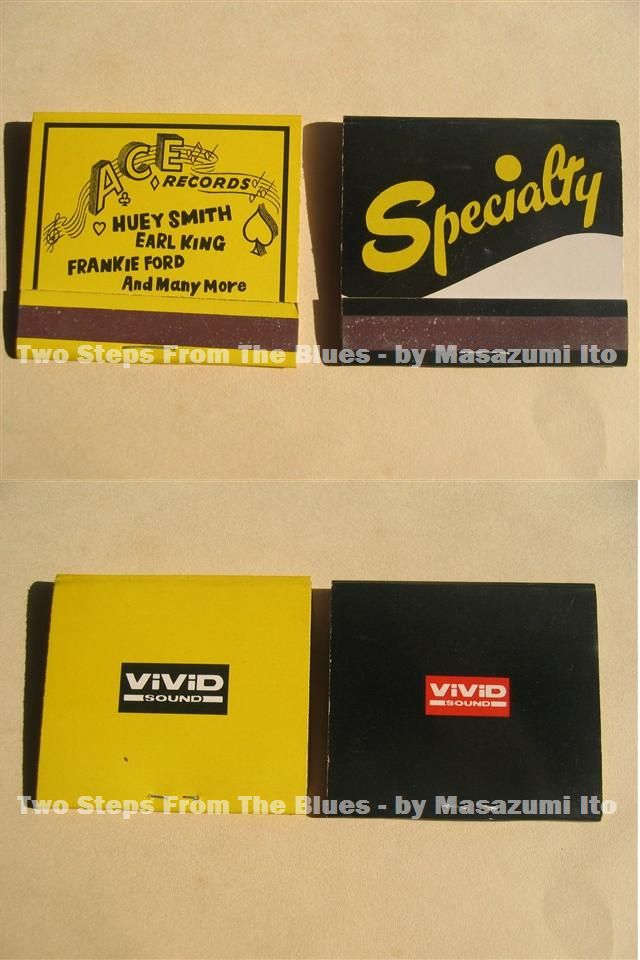 ACE
RECORDS
HUEY SMITH
EARL KING
FRANKIE FORD
And Many More
Specialty
Two Steps From The Blues - by Masazumi Ito
ViViD
SOUND
ViViD
SOUND
Two Steps From The Blues - by Masazumi Ito